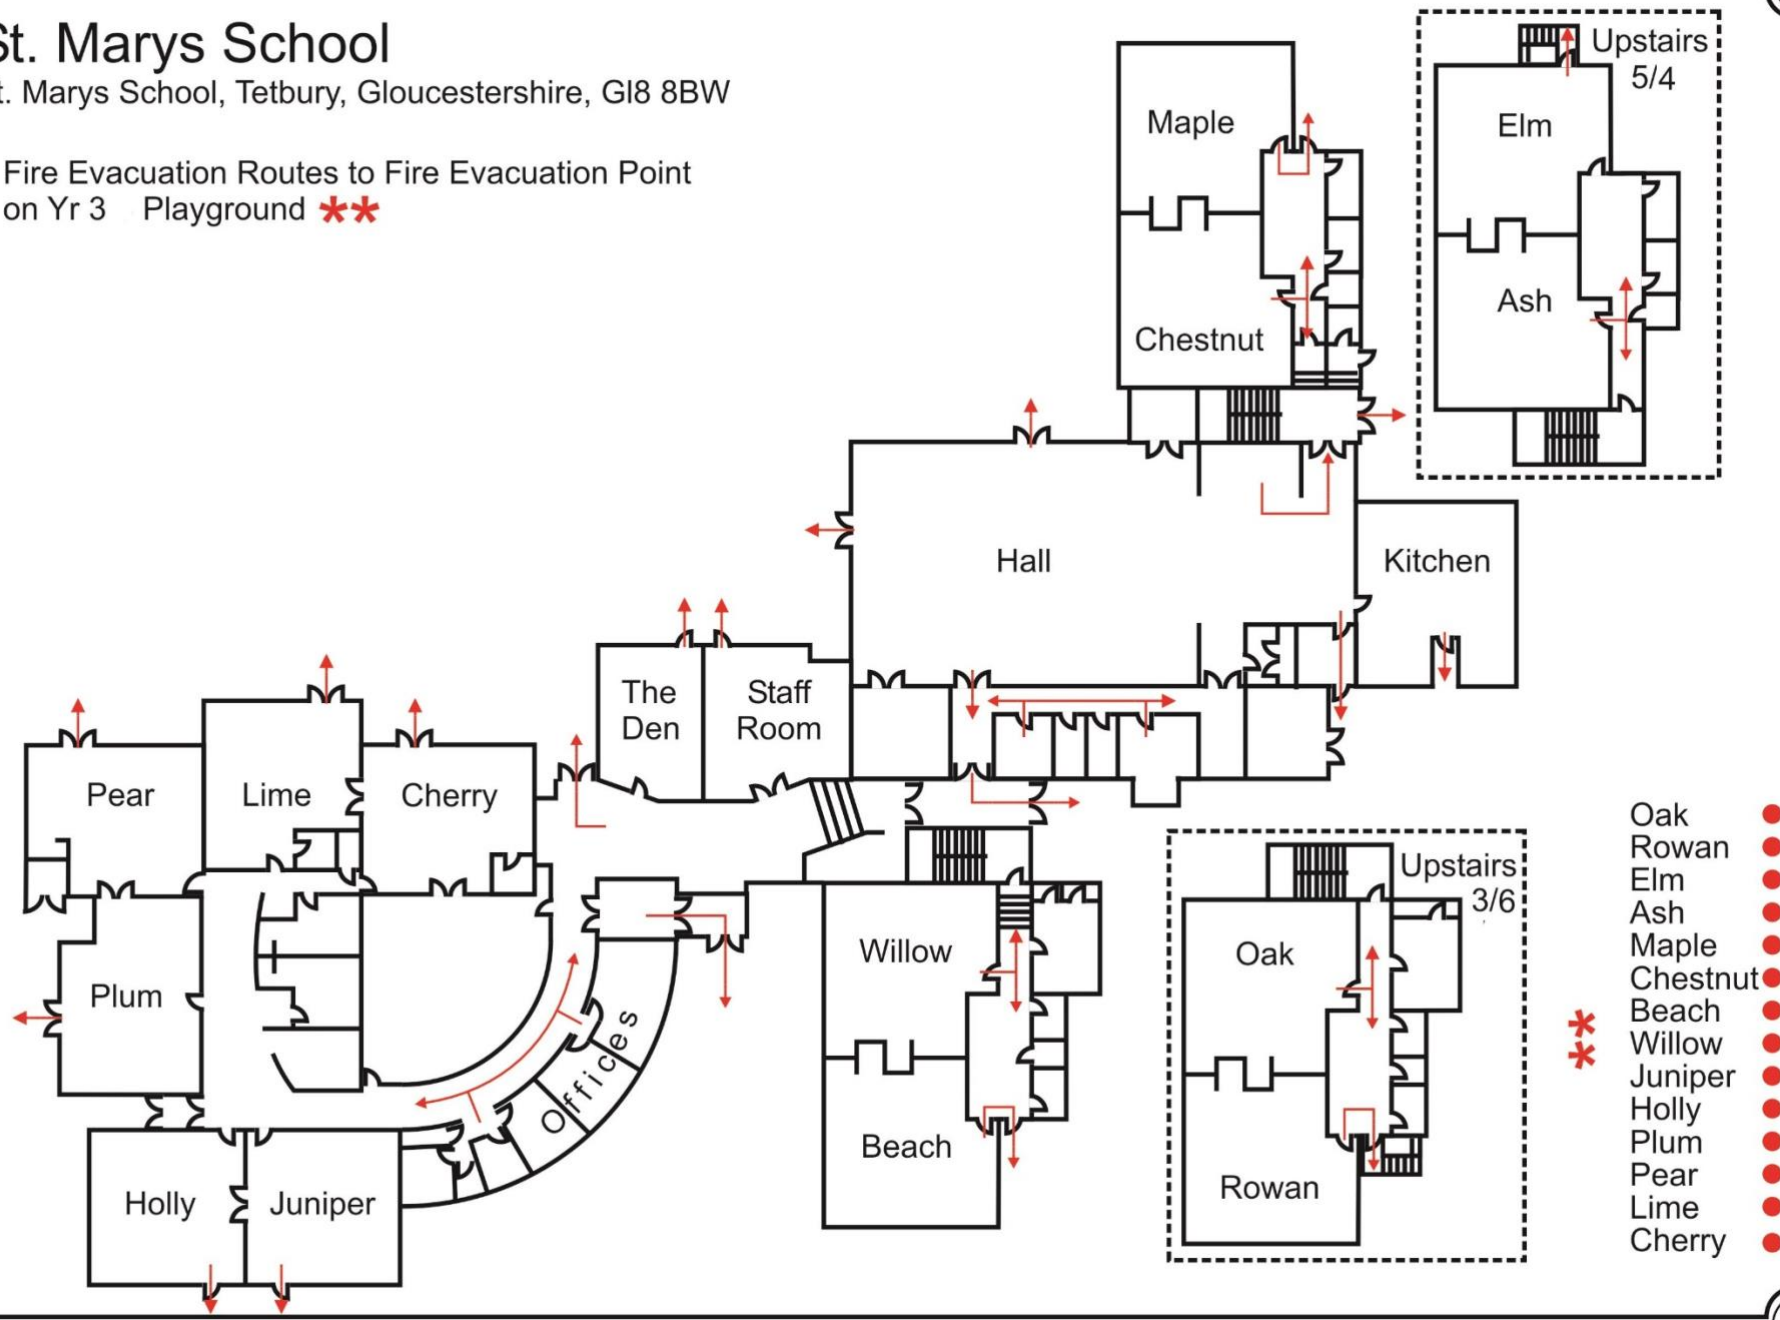 St. Marys School
t. Marys School, Tetbury, Gloucestershire, Gl8 8BW
Fire Evacuation Routes to Fire Evacuation Point
on Yr 3 Playground **
Upstairs
5/4
Maple
Elm
Ash
Chestnut
Hall
Kitchen
The
Den
Staff
Room
Pear
Lime
Cherry
Plum
Offices
Holly
Juniper
Willow
Beach
Upstairs
3/6
Oak
Rowan
Oak
Rowan
Elm
Ash
Maple
Chestnut
Beach
Willow
Juniper
Holly
Plum
Pear
Lime
Cherry
**